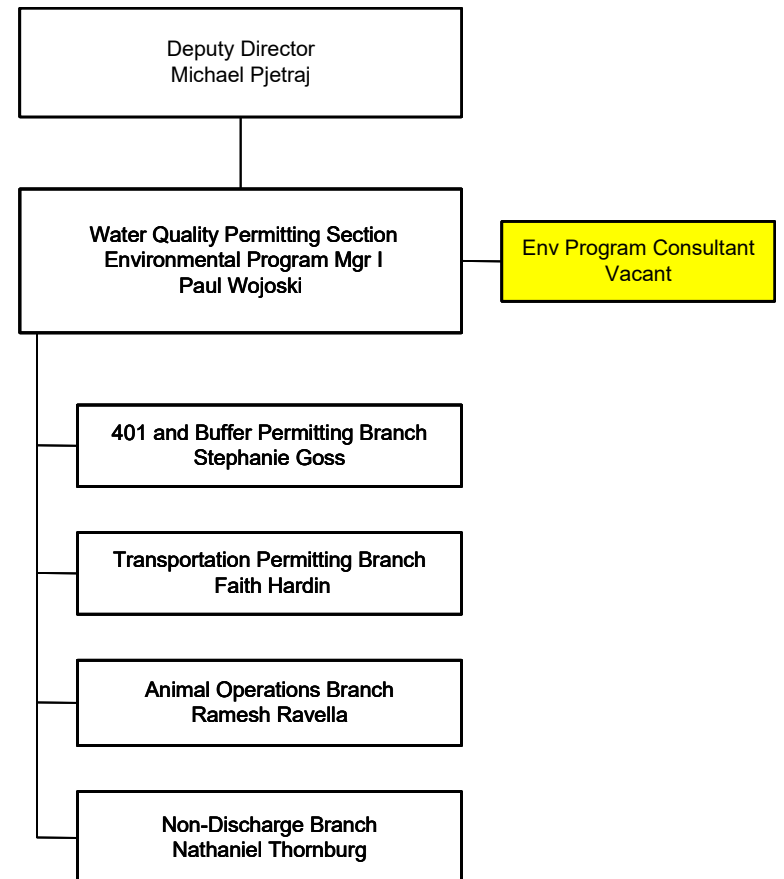 Deputy Director
Michael Pjetraj
Water Quality Permitting Section
Environmental Program Mgr I
Paul Wojoski
Env Program Consultant
Vacant
401 and Buffer Permitting Branch
Stephanie Goss
Transportation Permitting Branch
Faith Hardin
Animal Operations Branch
Ramesh Ravella
Non-Discharge Branch
Nathaniel Thornburg